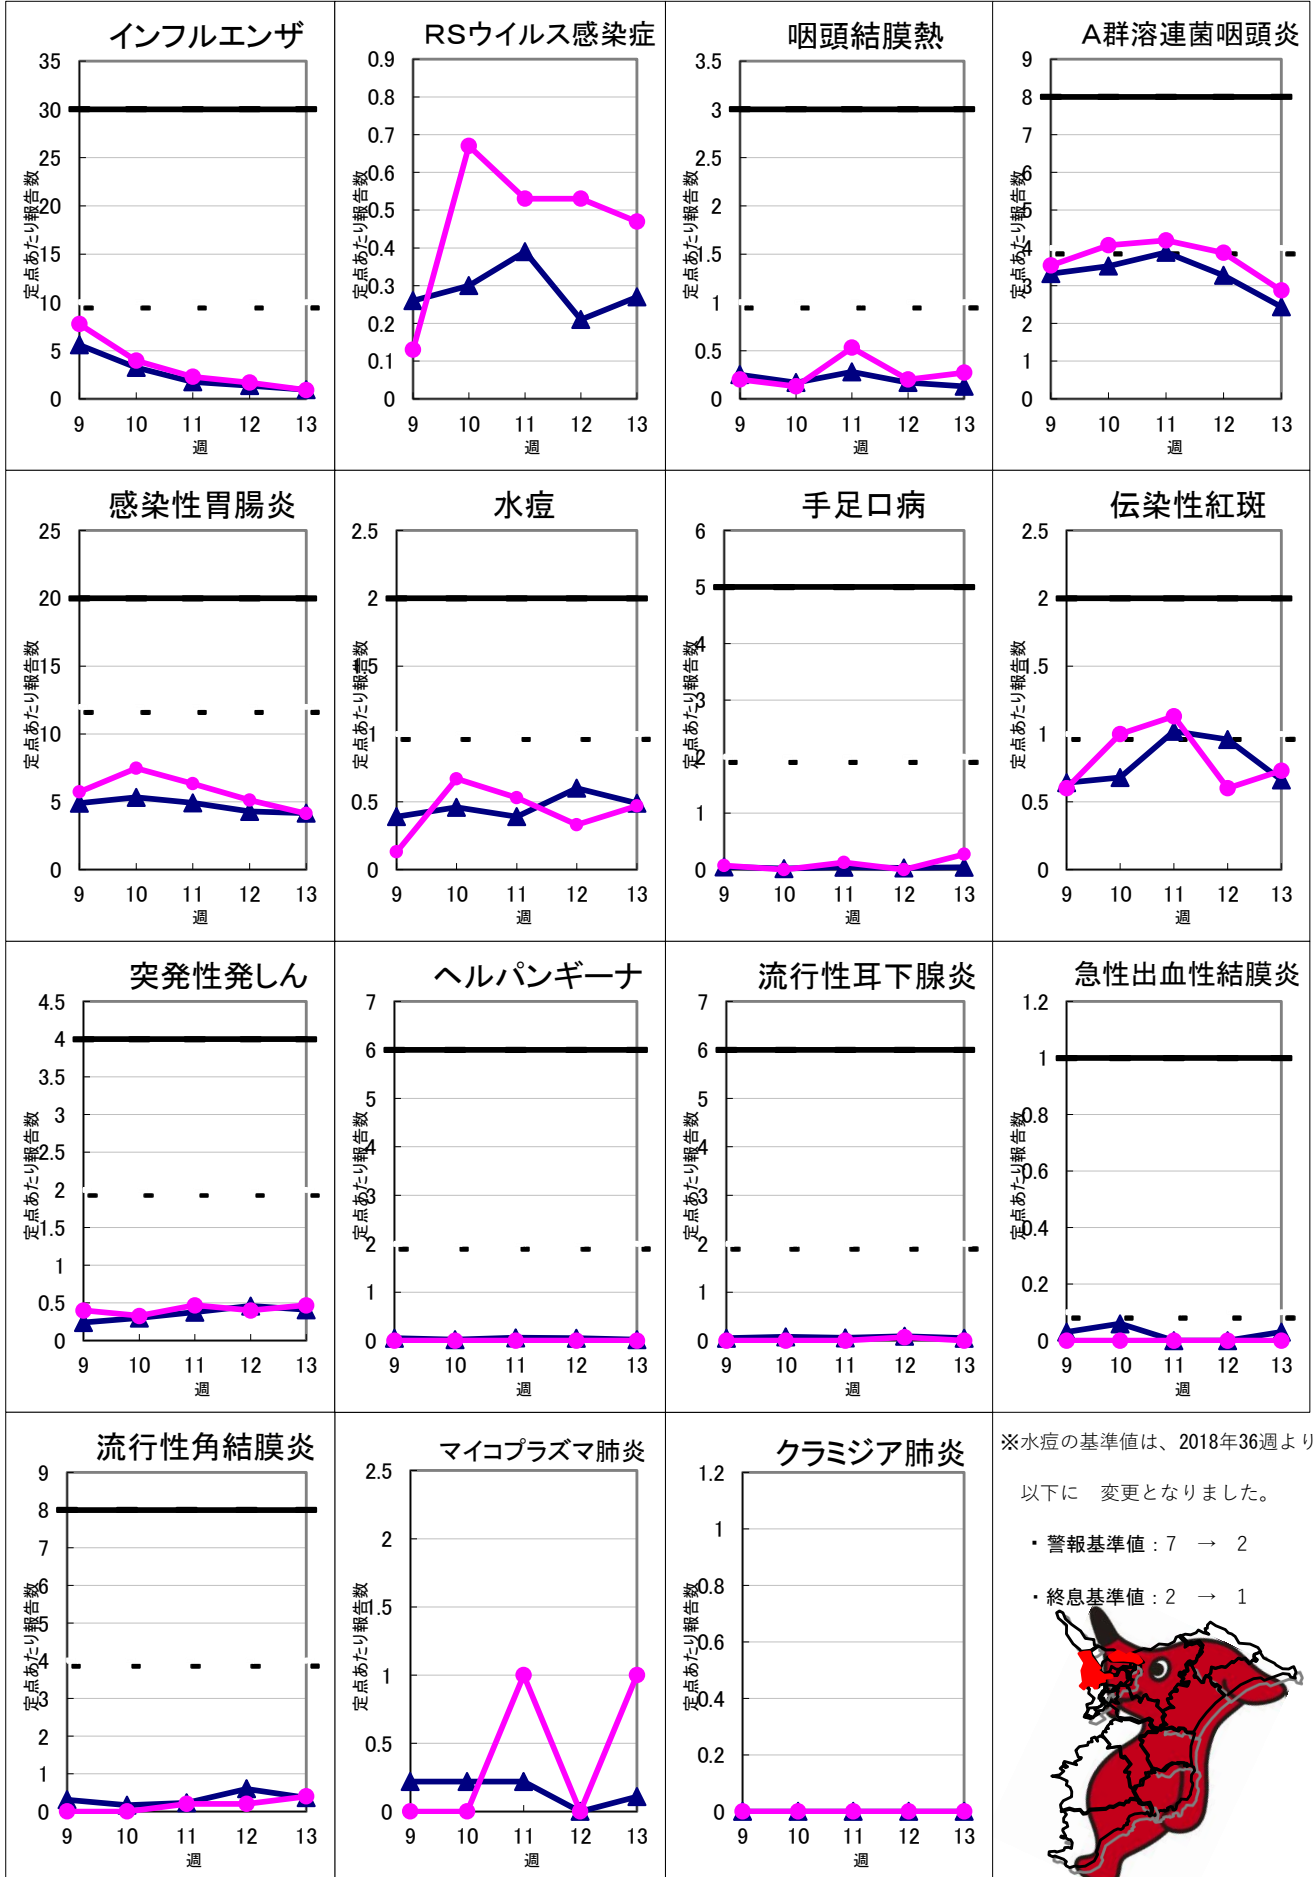 インフルエンザ
35
30
25
20
15
10
5
0
定点あたり報告数
9 10 11 12 13
週
RSウイルス感染症
0.9
0.8
0.7
0.6
0.5
0.4
0.3
0.2
0.1
0
定点あたり報告数
9 10 11 12 13
週
咽頭結膜熱
3.5
3
2.5
2
1.5
1
0.5
0
定点あたり報告数
9 10 11 12 13
週
A群溶連菌咽頭炎
9
8
7
6
5
4
3
2
1
0
定点あたり報告数
9 10 11 12 13
週
感染性胃腸炎
25
20
15
10
5
0
定点あたり報告数
9 10 11 12 13
週
水痘
2.5
2
1.5
1
0.5
0
定点あたり報告数
9 10 11 12 13
週
手足口病
6
5
4
3
2
1
0
定点あたり報告数
9 10 11 12 13
週
伝染性紅斑
2.5
2
1.5
1
0.5
0
定点あたり報告数
9 10 11 12 13
週
突発性発しん
4.5
4
3.5
3
2.5
2
1.5
1
0.5
0
定点あたり報告数
9 10 11 12 13
週
ヘルパンギーナ
7
6
5
4
3
2
1
0
定点あたり報告数
9 10 11 12 13
週
流行性耳下腺炎
7
6
5
4
3
2
1
0
定点あたり報告数
9 10 11 12 13
週
急性出血性結膜炎
1.2
1
0.8
0.6
0.4
0.2
0
定点あたり報告数
9 10 11 12 13
週
流行性角結膜炎
9
8
7
6
5
4
3
2
1
0
定点あたり報告数
9 10 11 12 13
週
マイコプラズマ肺炎
2.5
2
1.5
1
0.5
0
定点あたり報告数
9 10 11 12 13
週
クラミジア肺炎
1.2
1
0.8
0.6
0.4
0.2
0
定点あたり報告数
9 10 11 12 13
週
※水痘の基準値は、2018年36週より
以下に 変更となりました。
・警報基準値：7 → 2
・終息基準値：2 → 1